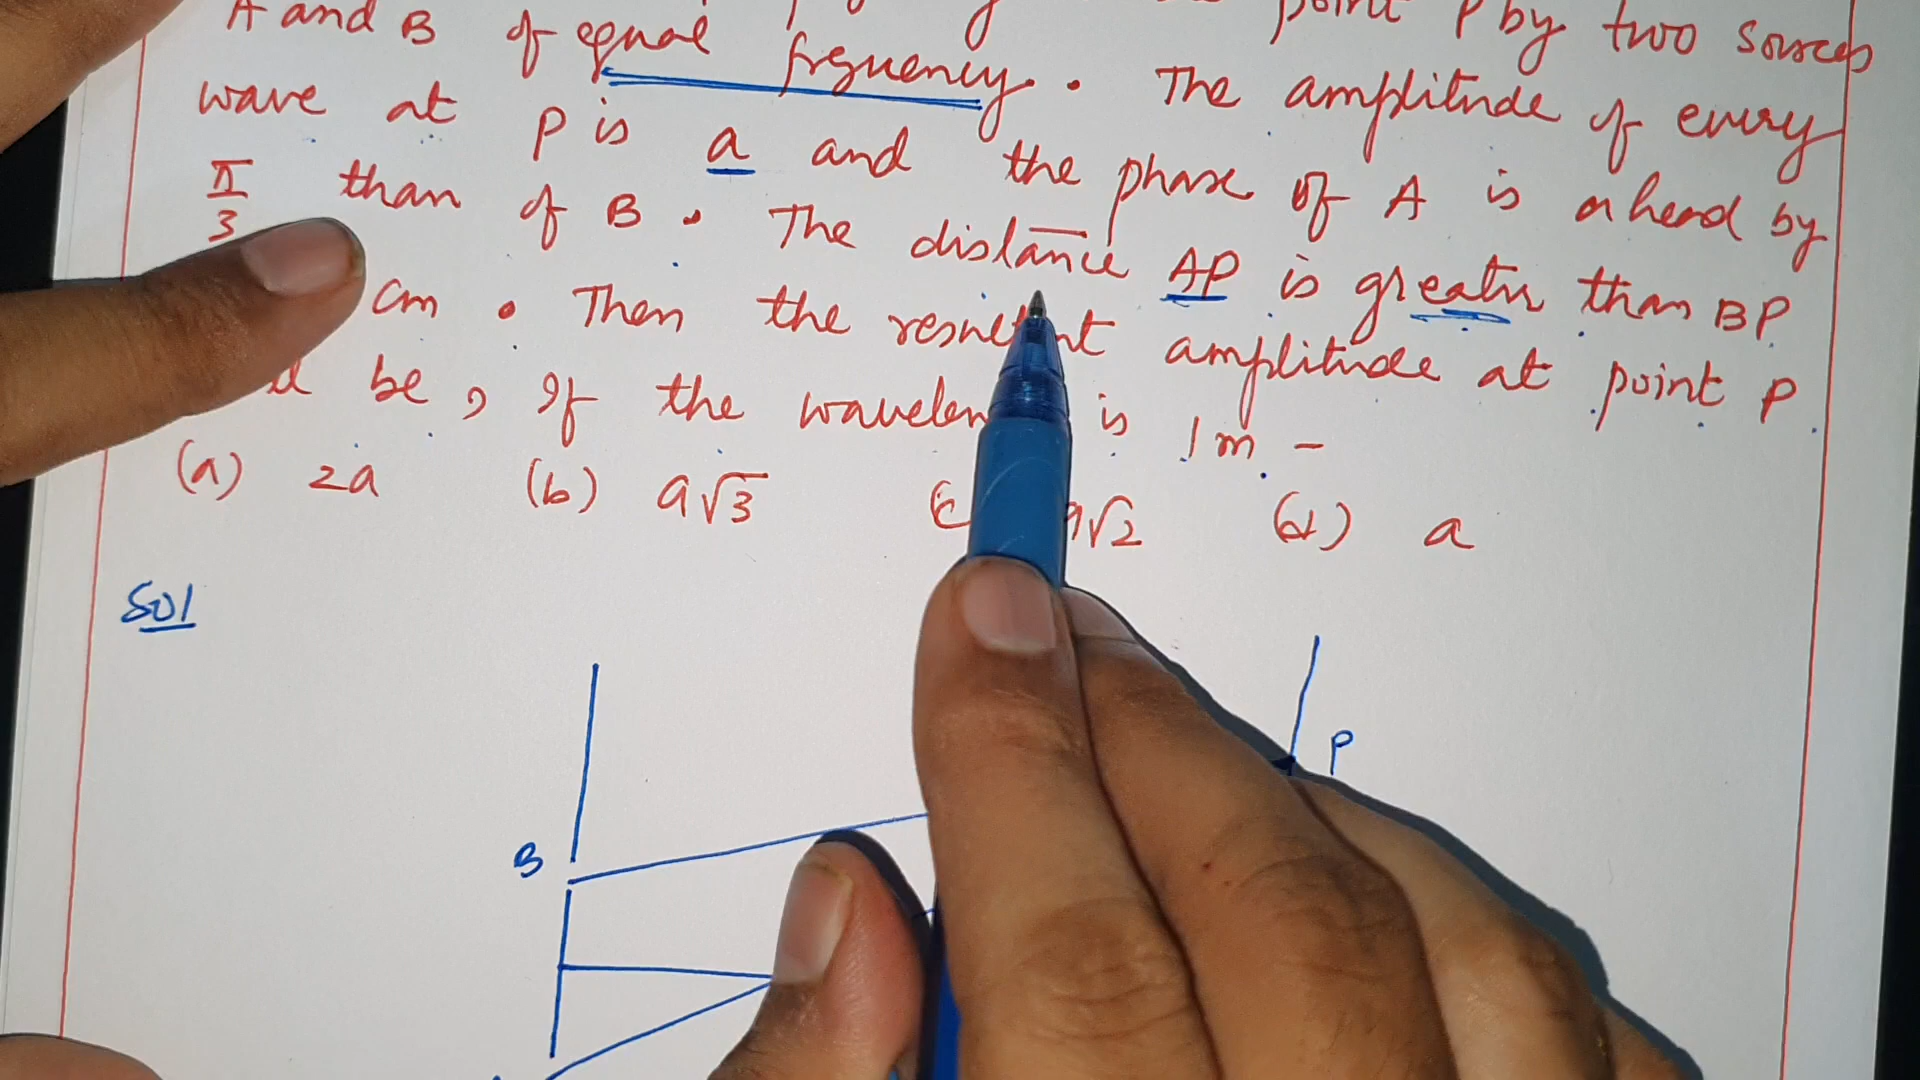 A and B of equal frequency. The amplitude of every
wave at P is a and the phase of A is ahead by
π/3 than of B. The distance AP is greater than BP
cm. Then the amplitude at point P
be, If the is 1m -
(a) 2a (b) a√3 (c) a√2 (d) a
Sol
P
B